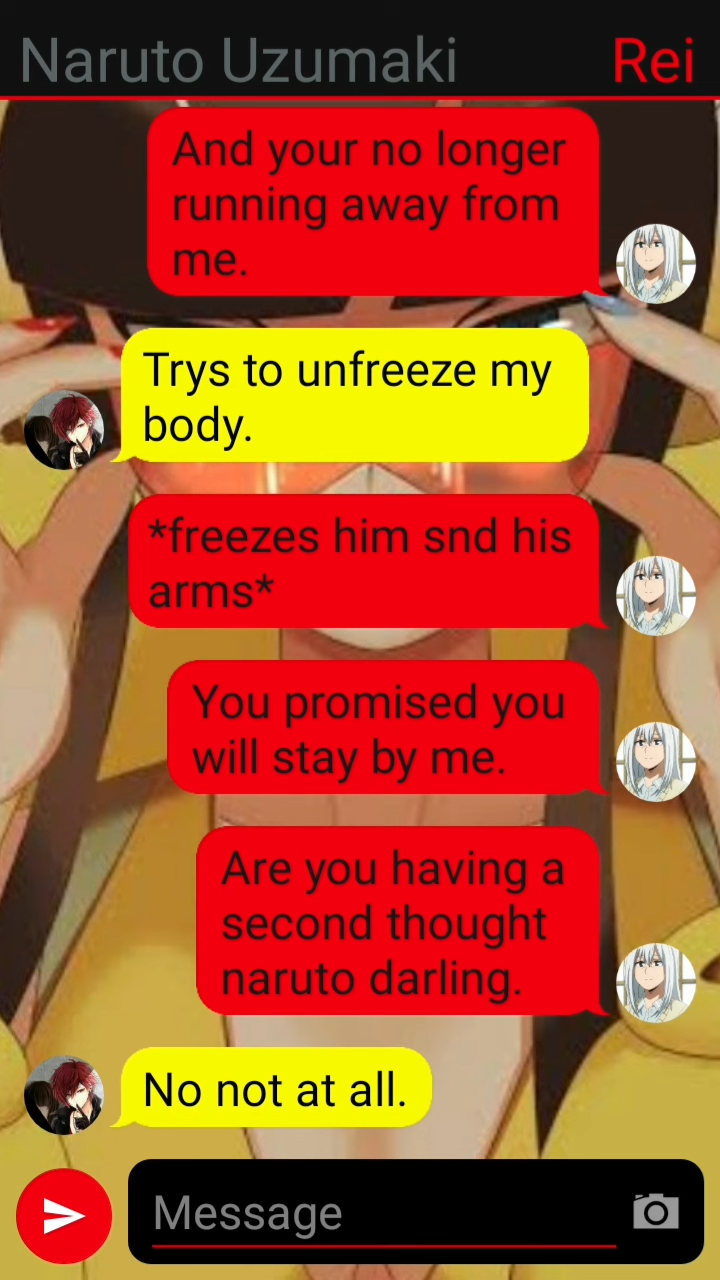 Naruto Uzumaki Rei
And your no longer
running away from
me.
Trys to unfreeze my
body.
*freezes him snd his
arms*
You promised you
will stay by me.
Are you having a
second thought
naruto darling.
No not at all.
Message